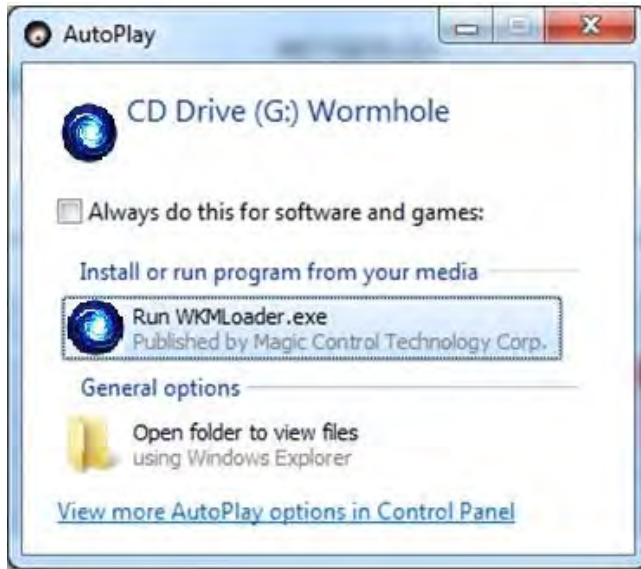 AutoPlay
CD Drive (G:) Wormhole
Always do this for software and games:
Install or run program from your media
Run WKMLoader.exe
Published by Magic Control Technology Corp.
General options
Open folder to view files
using Windows Explorer
View more AutoPlay options in Control Panel